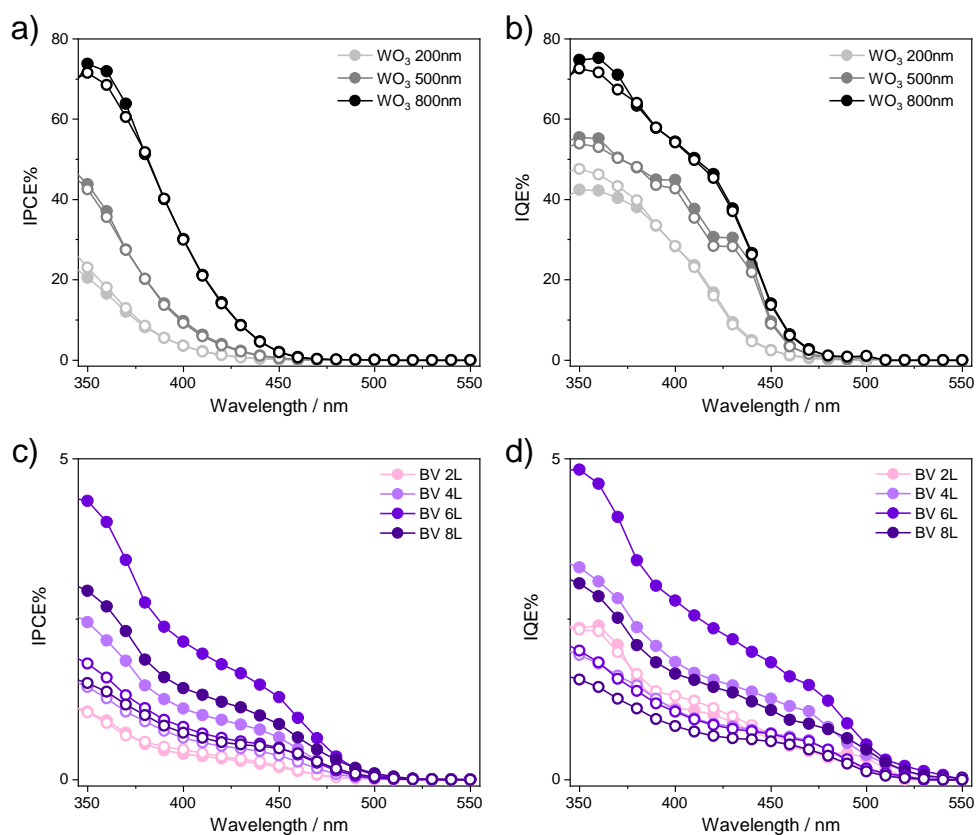 a)
80
60
40
20
0
IPCE%
350 400 450 500 550
Wavelength / nm
WO₃ 200nm
WO₃ 500nm
WO₃ 800nm
b)
80
60
40
20
0
IQE%
350 400 450 500 550
Wavelength / nm
WO₃ 200nm
WO₃ 500nm
WO₃ 800nm
c)
5
0
IPCE%
350 400 450 500 550
Wavelength / nm
BV 2L
BV 4L
BV 6L
BV 8L
d)
5
0
IQE%
350 400 450 500 550
Wavelength / nm
BV 2L
BV 4L
BV 6L
BV 8L